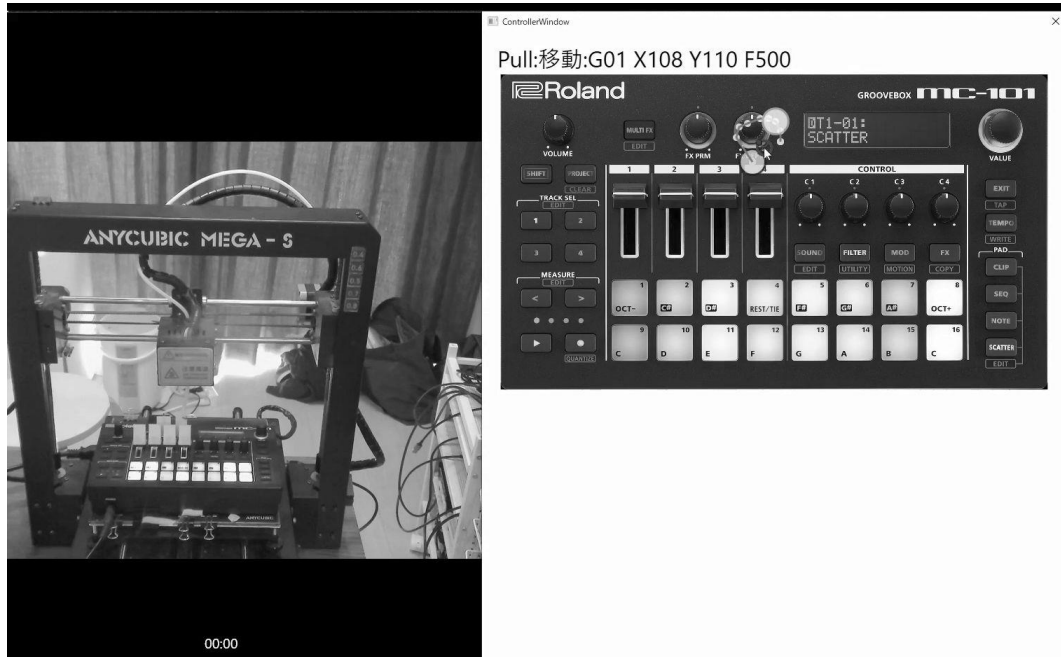 ControllerWindow
Pull:移動:G01 X108 Y110 F500
Roland
GROOVEBOX MC-101
VOLUME
MULTI FX
EDIT
FX PRM
DT1-01:
SCATTER
VALUE
SHIFT
PROJECT
CLEAR
TRACK SEL
EDIT
1 2
3 4
MEASURE
EDIT
< >
QUANTIZE
1 2 3
CONTROL
C 1 C 2 C 3 C 4
SOUND FILTER MOD FX
EDIT UTILITY MOTION COPY
EXIT
TAP
TEMPO
WRITE
PAD
CLIP
SEQ
NOTE
SCATTER
EDIT
1 2 3 4 5 6 7 8
OCT- C# D# REST/TIE F# G# A# OCT+
9 10 11 12 13 14 15 16
C D E F G A B C
ANYCUBIC MEGA-S
ANYCUBIC
00:00